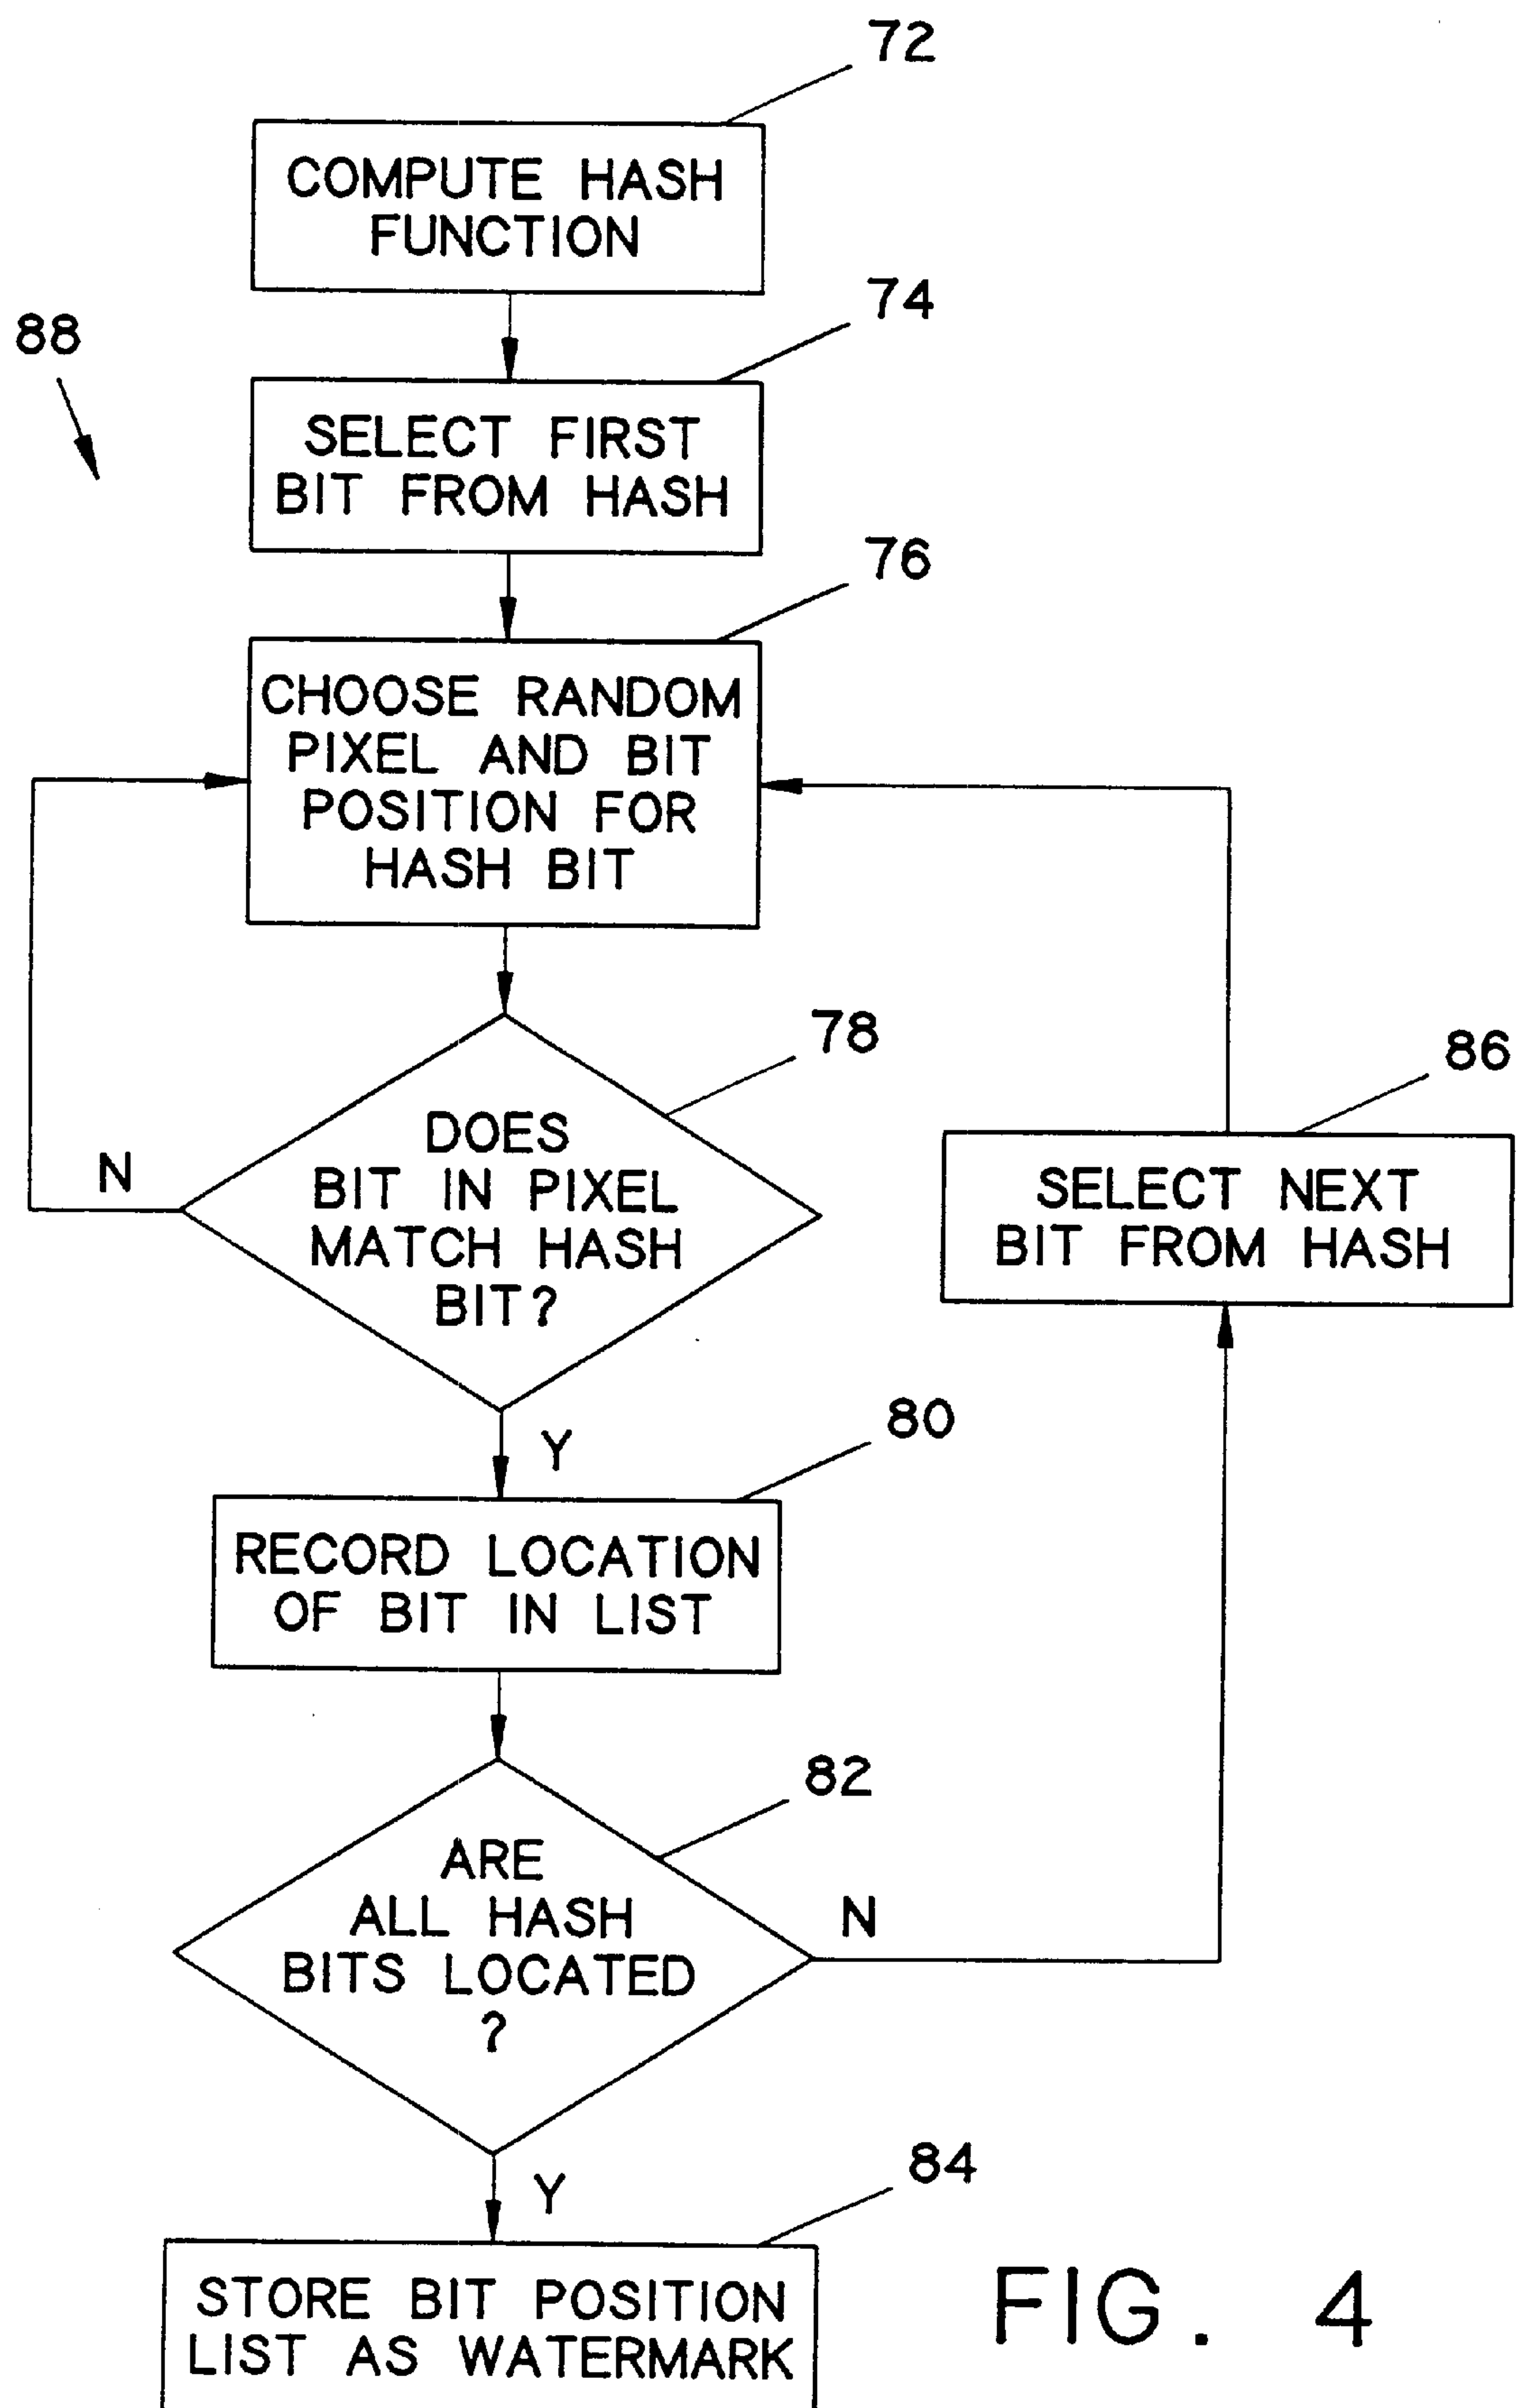 72
COMPUTE HASH
FUNCTION
74
88
SELECT FIRST
BIT FROM HASH
76
CHOOSE RANDOM
PIXEL AND BIT
POSITION FOR
HASH BIT
78
86
DOES
BIT IN PIXEL
MATCH HASH
BIT?
N
SELECT NEXT
BIT FROM HASH
80
Y
RECORD LOCATION
OF BIT IN LIST
82
ARE
ALL HASH
BITS LOCATED
?
N
84
Y
STORE BIT POSITION
LIST AS WATERMARK
FIG. 4